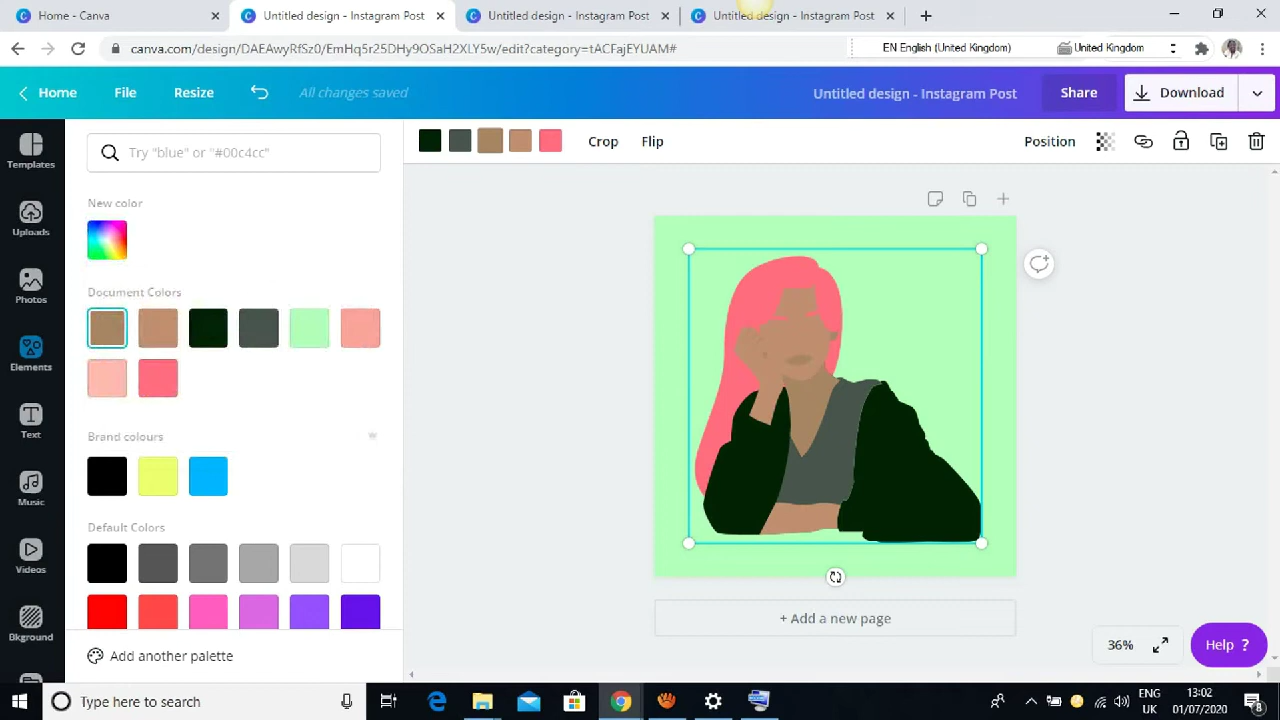 Home - Canva
Untitled design - Instagram Post
Untitled design - Instagram Post
Untitled design - Instagram Post
canva.com/design/DAEAwyRfSz0/EmHq5r25DHy9OSaH2XLY5w/edit?category=tACFajEYUAM#
EN English (United Kingdom)
United Kingdom
Home
File
Resize
All changes saved
Untitled design - Instagram Post
Share
Download
Try "blue" or "#00c4cc"
Crop
Flip
Position
Templates
Uploads
Photos
Elements
Text
Music
Videos
Bkground
New color
Document Colors
Brand colours
Default Colors
Add another palette
+ Add a new page
36%
Help ?
Type here to search
ENG
UK
13:02
01/07/2020
8